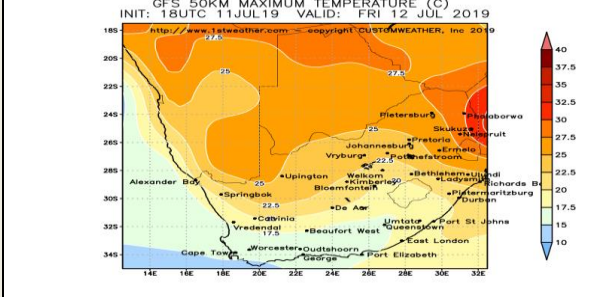 GFS 50KM MAXIMUM TEMPERATURE (C)
INIT: 18UTC 11JUL19 VALID: FRI 12 JUL 2019
http://www.1stweather.com copyright CUSTOMWEATHER, Inc 2019
18S
27.5
40
20S
37.5
25
27.5
35
22S
32.5
Pietersburg
Phalaborwa
30
24S
Skukuza
25
Nelspruit
27.5
Johannesburg
Pretoria
26S
Ermelo
25
Vryburg
Potchefstroom
22.5
22.5
Welkom
Bethlehem
Ulundi
28S
Upington
Kimberley
20
Ladysmith
20
Alexander Bay
25
Bloemfontein
Richards Ba
17.5
Springbok
Pietermaritzburg
30S
Durban
22.5
De Aar
15
Calvinia
Umtata
Port St Johns
Vredendal
17.5
Queenstown
10
32S
Beaufort West
East London
Worcester
Oudtshoorn
34S
Cape Town
George
Port Elizabeth
14E 16E 18E 20E 22E 24E 26E 28E 30E 32E